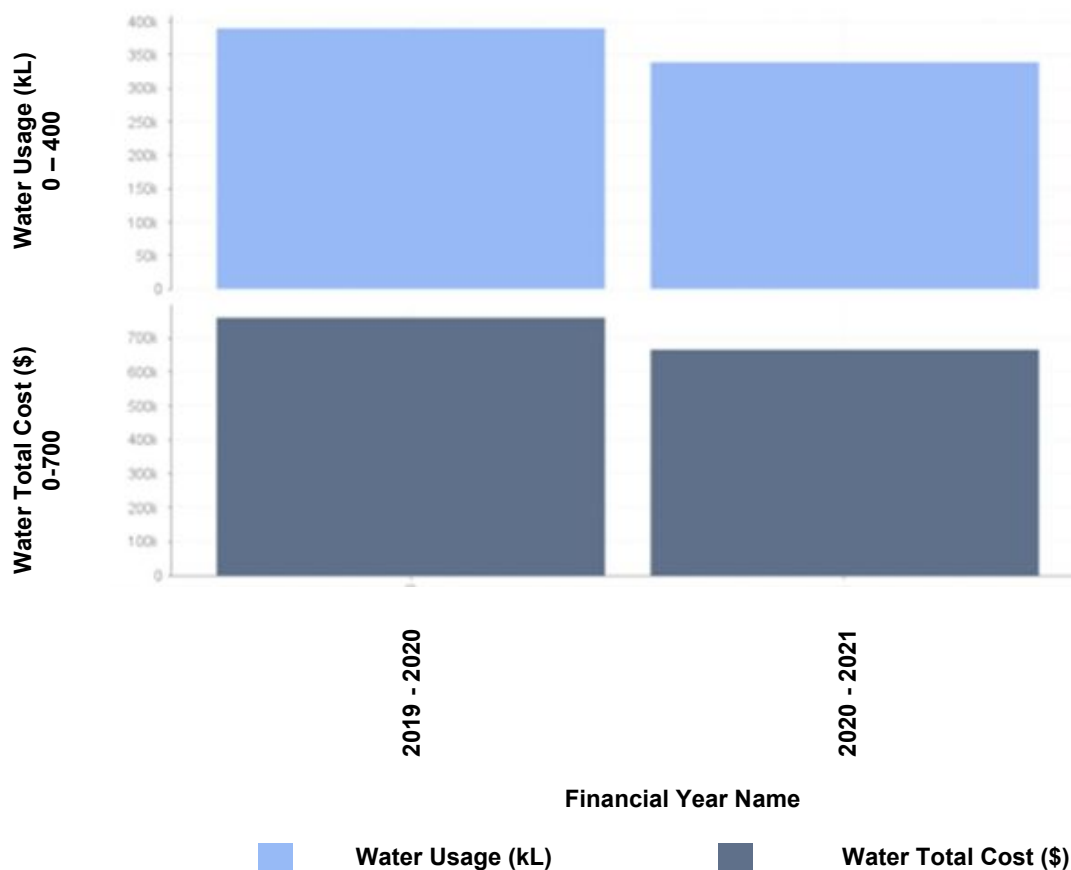 Water Usage (kL)
0 – 400
400k
350k
300k
250k
200k
150k
100k
50k
0
Water Total Cost ($)
0-700
700k
600k
500k
400k
300k
200k
100k
0
2019 - 2020
2020 - 2021
Financial Year Name
Water Usage (kL)
Water Total Cost ($)